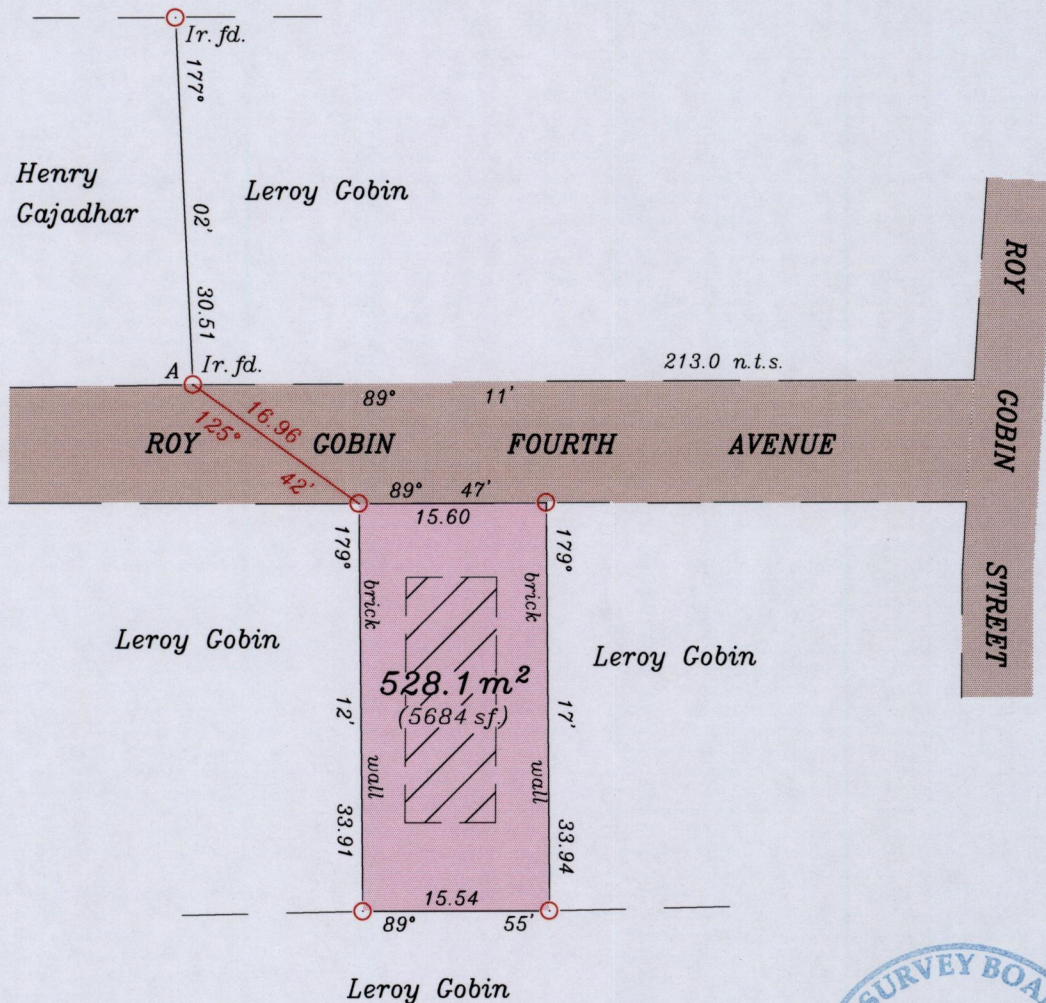 Ir. fd.
177°
02'
30.51
Henry
Gajadhar
Leroy Gobin
A
Ir. fd.
213.0 n.t.s.
89° 11'
16.96
125°
42'
ROY GOBIN FOURTH AVENUE
ROY GOBIN STREET
89° 47'
15.60
179°
12'
33.91
brick wall
179°
17'
33.94
brick wall
Leroy Gobin
Leroy Gobin
528.1 m²
(5684 sf.)
15.54
89° 55'
Leroy Gobin
SURVEY BOA